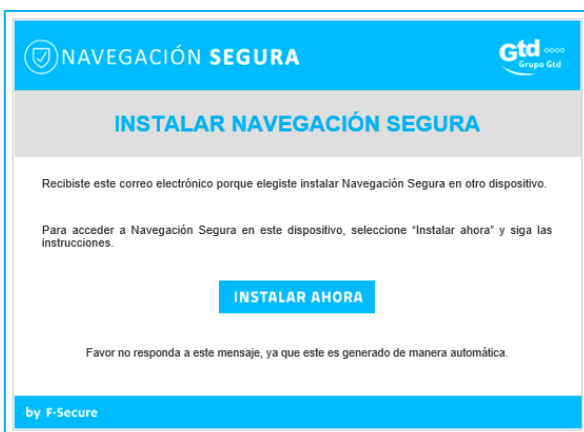 NAVEGACIÓN SEGURA
Gtd
Grupo Gtd
INSTALAR NAVEGACIÓN SEGURA
Recibiste este correo electrónico porque elegiste instalar Navegación Segura en otro dispositivo.
Para acceder a Navegación Segura en este dispositivo, seleccione “Instalar ahora” y siga las
instrucciones.
INSTALAR AHORA
Favor no responda a este mensaje, ya que este es generado de manera automática.
by F-Secure